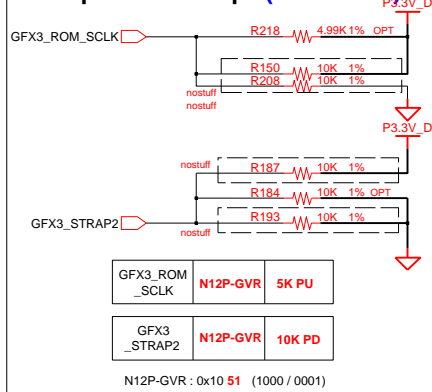 P3.3V_D
GFX3_ROM_SCLK
R218 4.99K 1% OPT
R150 10K 1%
R208 10K 1%
nostuff
nostuff
P3.3V_D
nostuff
R187 10K 1%
R184 10K 1% OPT
GFX3_STRAP2
R193 10K 1%
nostuff
GFX3_ROM
_SCLK
N12P-GVR
5K PU
GFX3
_STRAP2
N12P-GVR
10K PD
N12P-GVR : 0x10 51 (1000 / 0001)